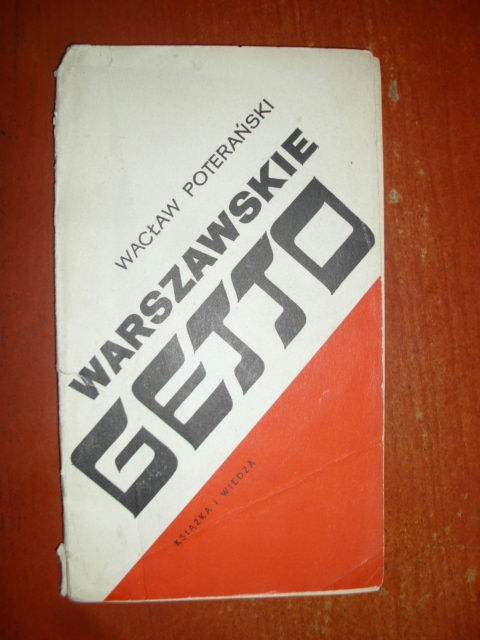 WACŁAW POTERAŃSKI
WARSZAWSKIE
GETTO
KSIĄŻKA I WIEDZA